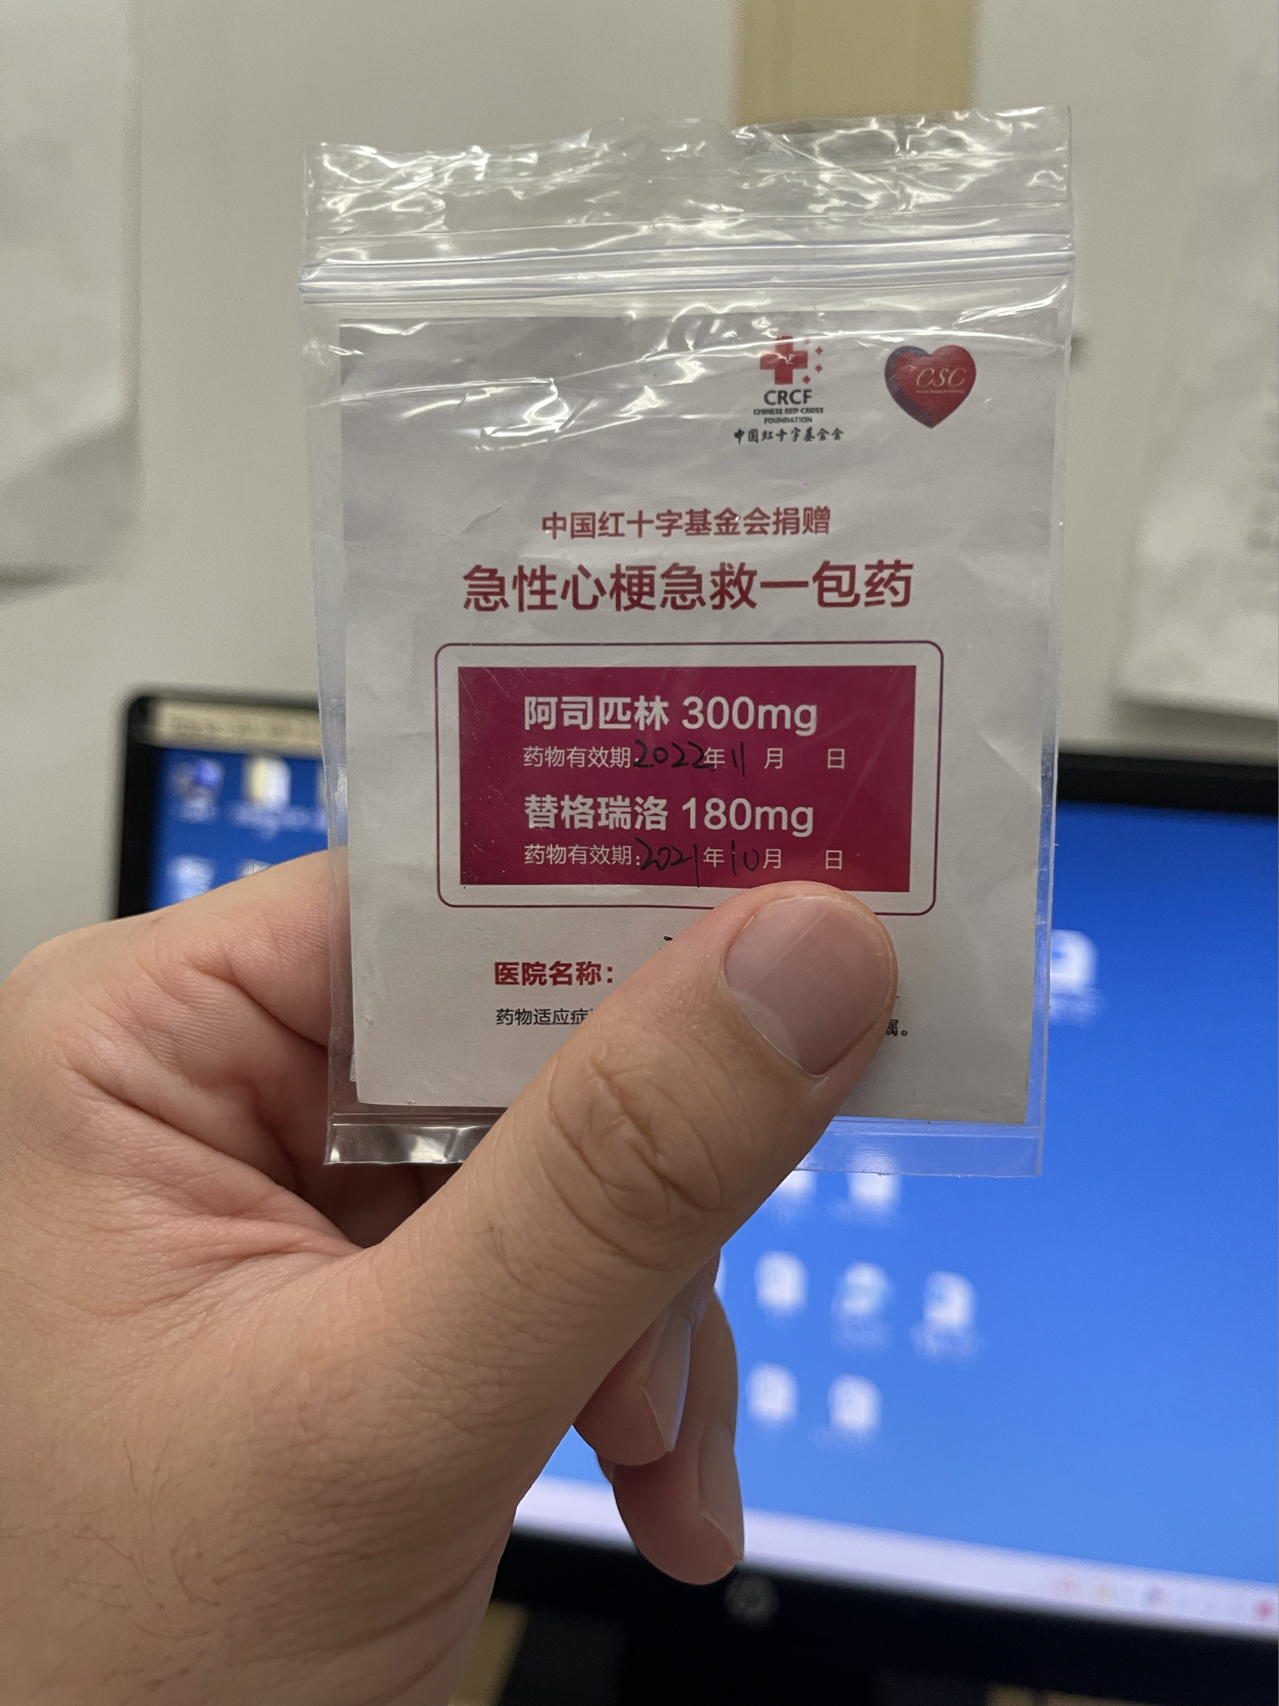 CRCF
CHINESE RED CROSS
FOUNDATION
中国红十字基金会
CSC
中国红十字基金会捐赠
急性心梗急救一包药
阿司匹林 300mg
药物有效期2022年11月 日
替格瑞洛 180mg
药物有效期:2021年10月 日
医院名称：
药物适应症
属。